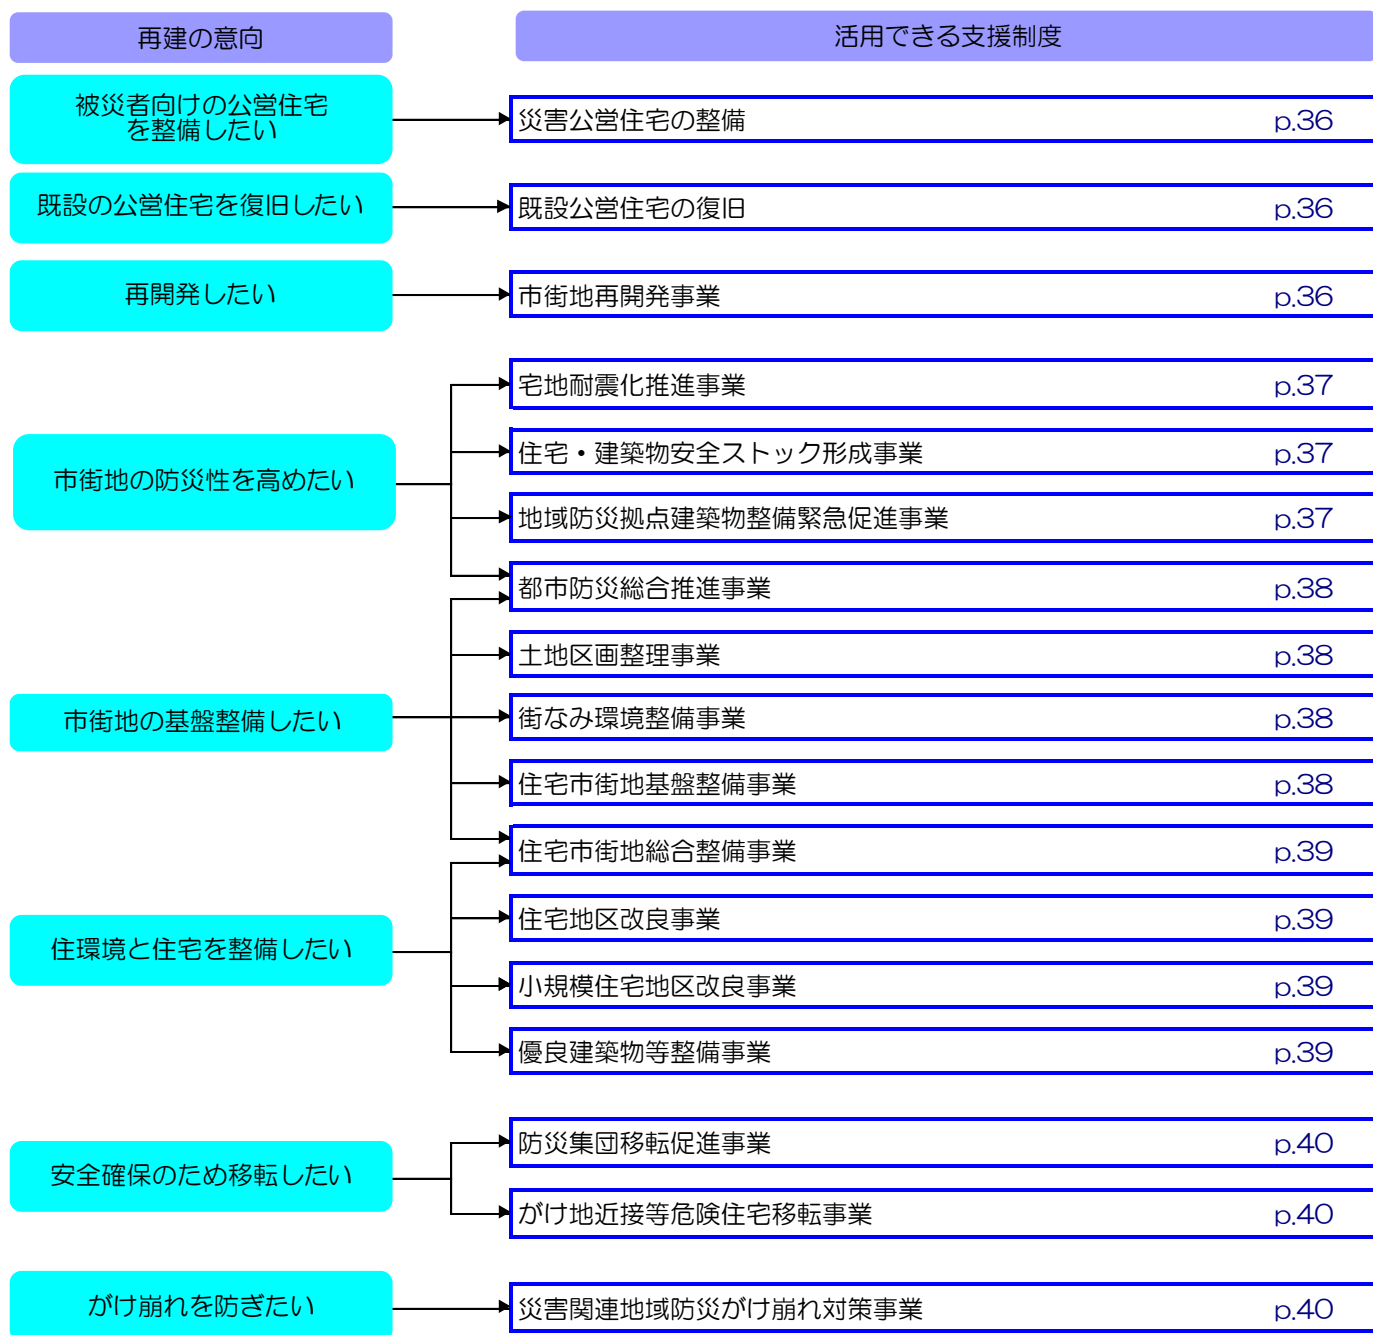 再建の意向
活用できる支援制度
被災者向けの公営住宅
を整備したい
災害公営住宅の整備 p.36
既設の公営住宅を復旧したい
既設公営住宅の復旧 p.36
再開発したい
市街地再開発事業 p.36
市街地の防災性を高めたい
宅地耐震化推進事業 p.37
住宅・建築物安全ストック形成事業 p.37
地域防災拠点建築物整備緊急促進事業 p.37
都市防災総合推進事業 p.38
市街地の基盤整備したい
土地区画整理事業 p.38
街なみ環境整備事業 p.38
住宅市街地基盤整備事業 p.38
住宅市街地総合整備事業 p.39
住環境と住宅を整備したい
住宅地区改良事業 p.39
小規模住宅地区改良事業 p.39
優良建築物等整備事業 p.39
安全確保のため移転したい
防災集団移転促進事業 p.40
がけ地近接等危険住宅移転事業 p.40
がけ崩れを防ぎたい
災害関連地域防災がけ崩れ対策事業 p.40